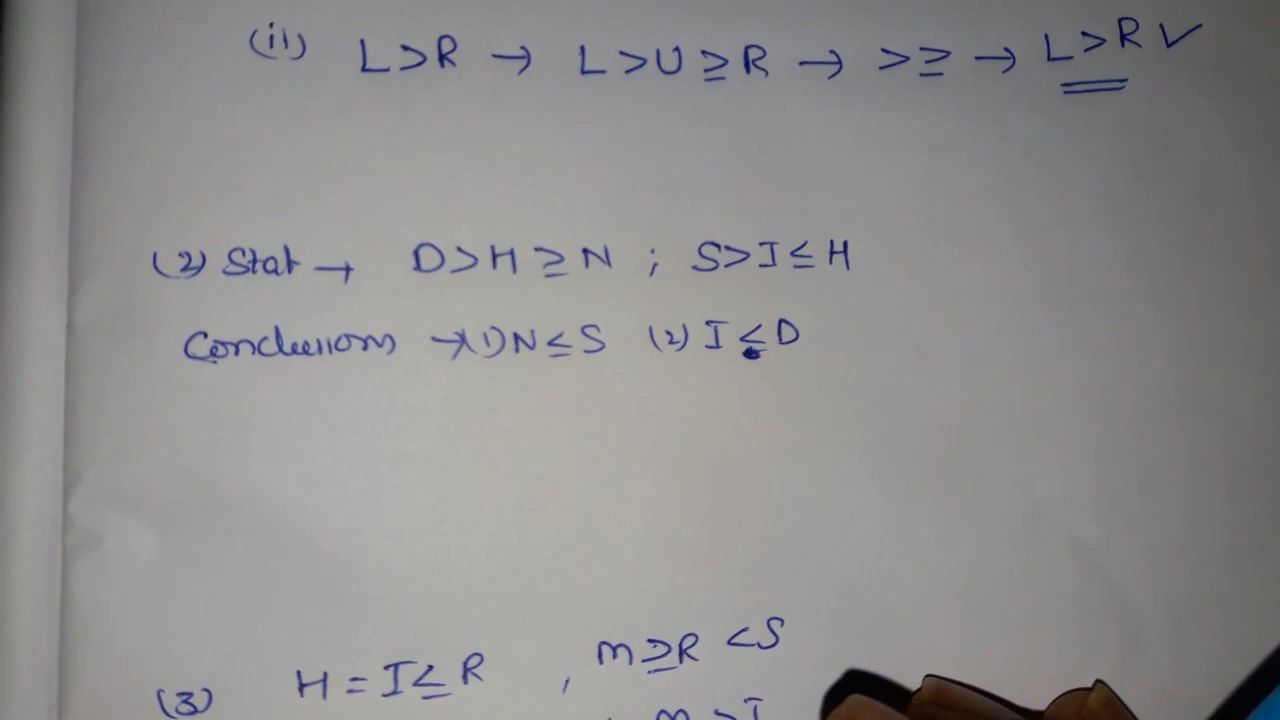 (ii) L>R → L>U≥R → >≥ → L>R ✓
(2) Stat → D>H≥N ; S>I≤H
Conclusions → 1) N≤S (2) I≤D
(3) H=I≤R , m≥R <S
m>I